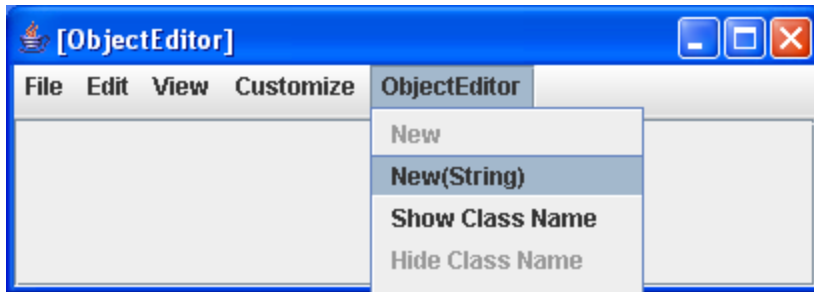 [ObjectEditor]
File Edit View Customize ObjectEditor
New
New(String)
Show Class Name
Hide Class Name